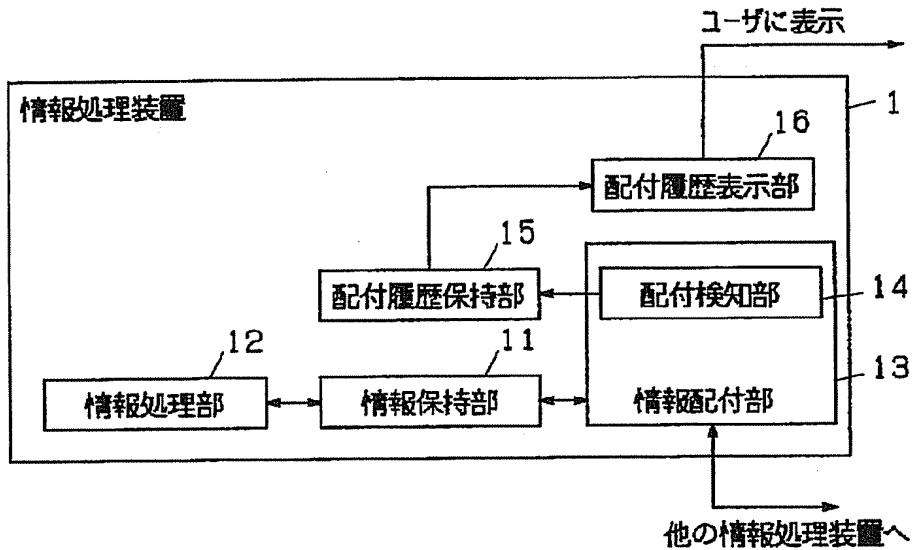 ユーザに表示
情報処理装置
1
16
配付履歴表示部
15
配付履歴保持部
配付検知部
14
12
11
13
情報処理部
情報保持部
情報配付部
他の情報処理装置へ